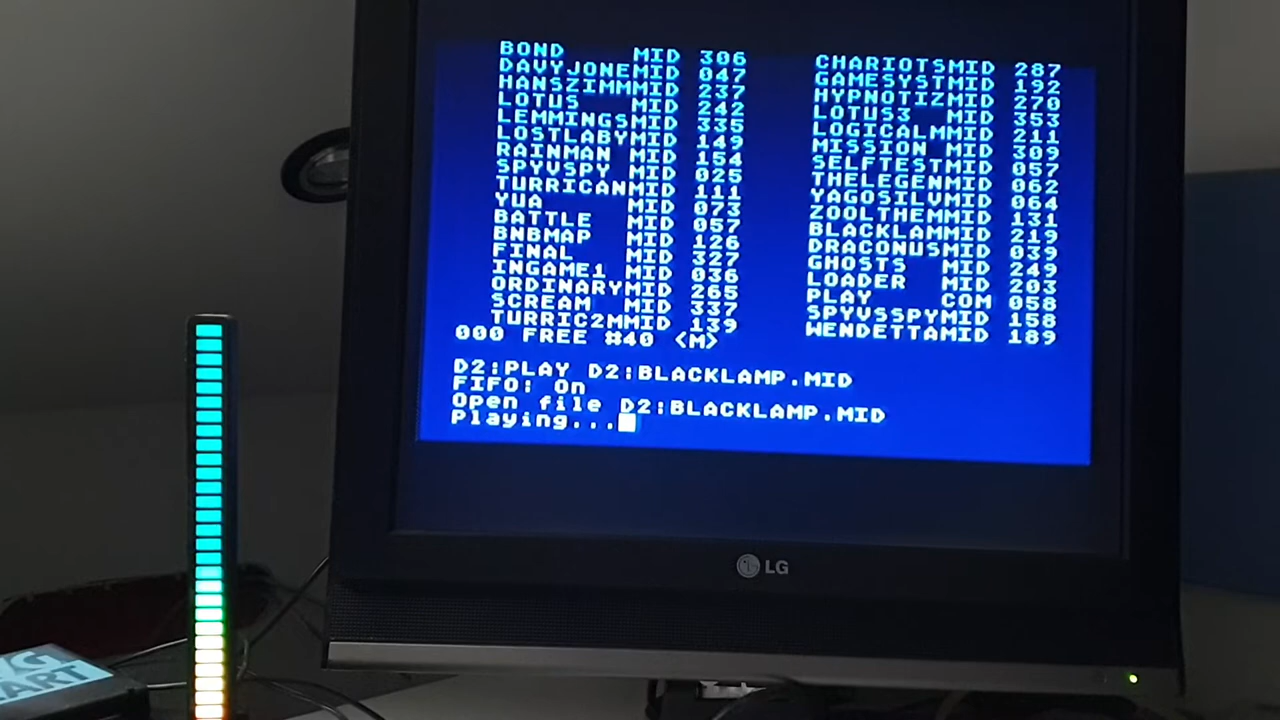 BOND MID 306 CHARIOTSMID 287
DAVYJONEMID 047 GAMESYSTMID 192
HANSZIMMMID 237 HYPNOTIZMID 270
LOTUS MID 242 LOTUS3 MID 353
LEMMINGSMID 335 LOGICALMMID 211
LOSTLABYMID 149 MISSION MID 309
RAINMAN MID 154 SELFTESTMID 057
SPYVSPY MID 025 THELEGENMID 062
TURRICANMID 111 YAGOSILVMID 064
YUA MID 073 ZOOLTHEMMID 131
BATTLE MID 057 BLACKLAMMID 219
BNBMAP MID 126 DRACONUSMID 039
FINAL MID 327 GHOSTS MID 249
INGAME1 MID 036 LOADER MID 203
ORDINARYMID 265 PLAY COM 058
SCREAM MID 337 SPYVSSPYMID 158
TURRIC2MMID 139 WENDETTAMID 189
000 FREE #40 <M>
D2:PLAY D2:BLACKLAMP.MID
FIFO: On
Open file D2:BLACKLAMP.MID
Playing...
LG